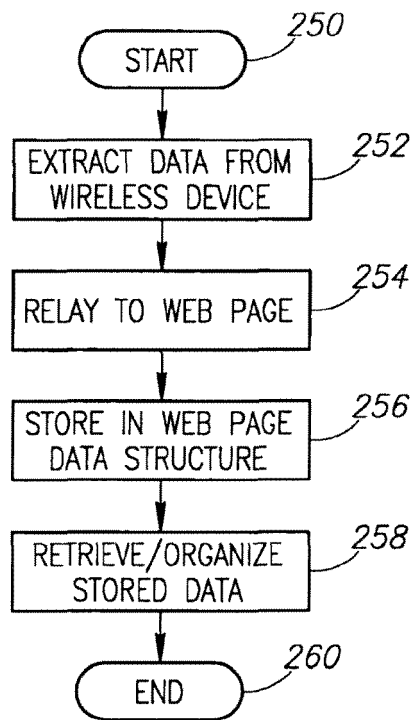 250
START
252
EXTRACT DATA FROM
WIRELESS DEVICE
254
RELAY TO WEB PAGE
256
STORE IN WEB PAGE
DATA STRUCTURE
258
RETRIEVE/ORGANIZE
STORED DATA
260
END